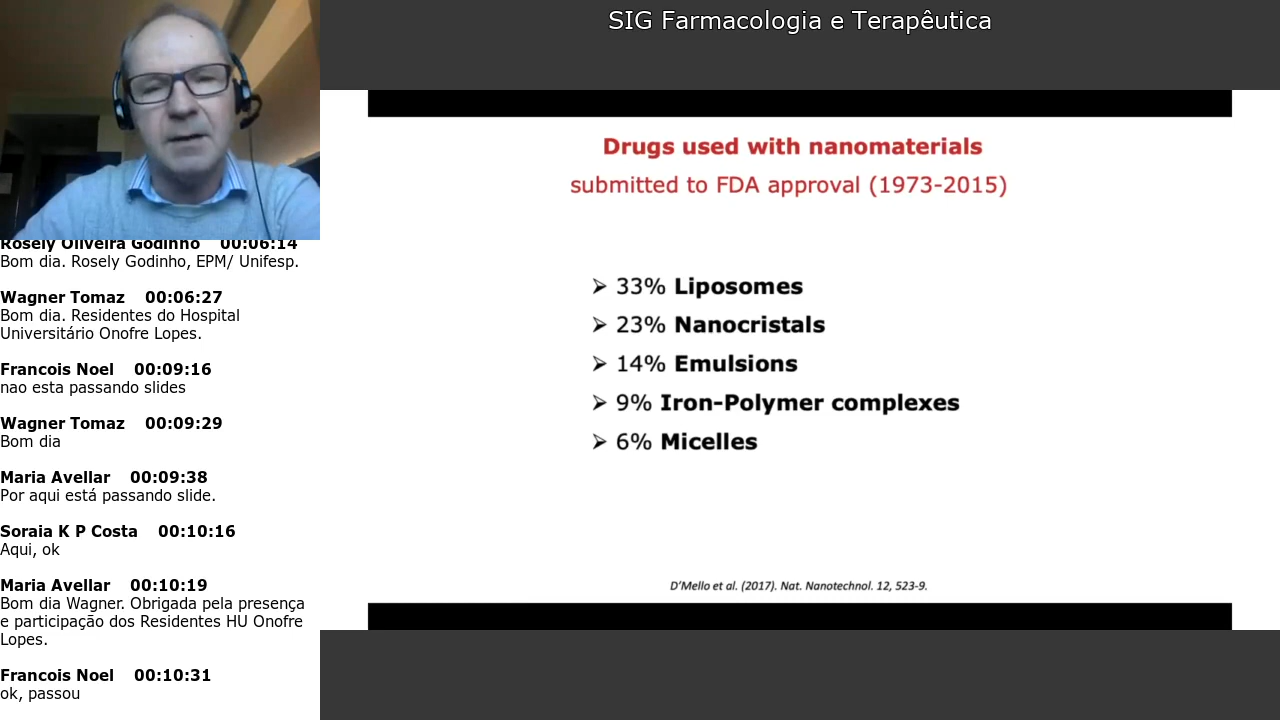 SIG Farmacologia e Terapêutica
Rosely Oliveira Godinho 00:06:14
Bom dia. Rosely Godinho, EPM/ Unifesp.
Wagner Tomaz 00:06:27
Bom dia. Residentes do Hospital
Universitário Onofre Lopes.
Francois Noel 00:09:16
nao esta passando slides
Wagner Tomaz 00:09:29
Bom dia
Maria Avellar 00:09:38
Por aqui está passando slide.
Soraia K P Costa 00:10:16
Aqui, ok
Maria Avellar 00:10:19
Bom dia Wagner. Obrigada pela presença
e participação dos Residentes HU Onofre
Lopes.
Francois Noel 00:10:31
ok, passou
Drugs used with nanomaterials
submitted to FDA approval (1973-2015)
➢ 33% Liposomes
➢ 23% Nanocristals
➢ 14% Emulsions
➢ 9% Iron-Polymer complexes
➢ 6% Micelles
D'Mello et al. (2017). Nat. Nanotechnol. 12, 523-9.